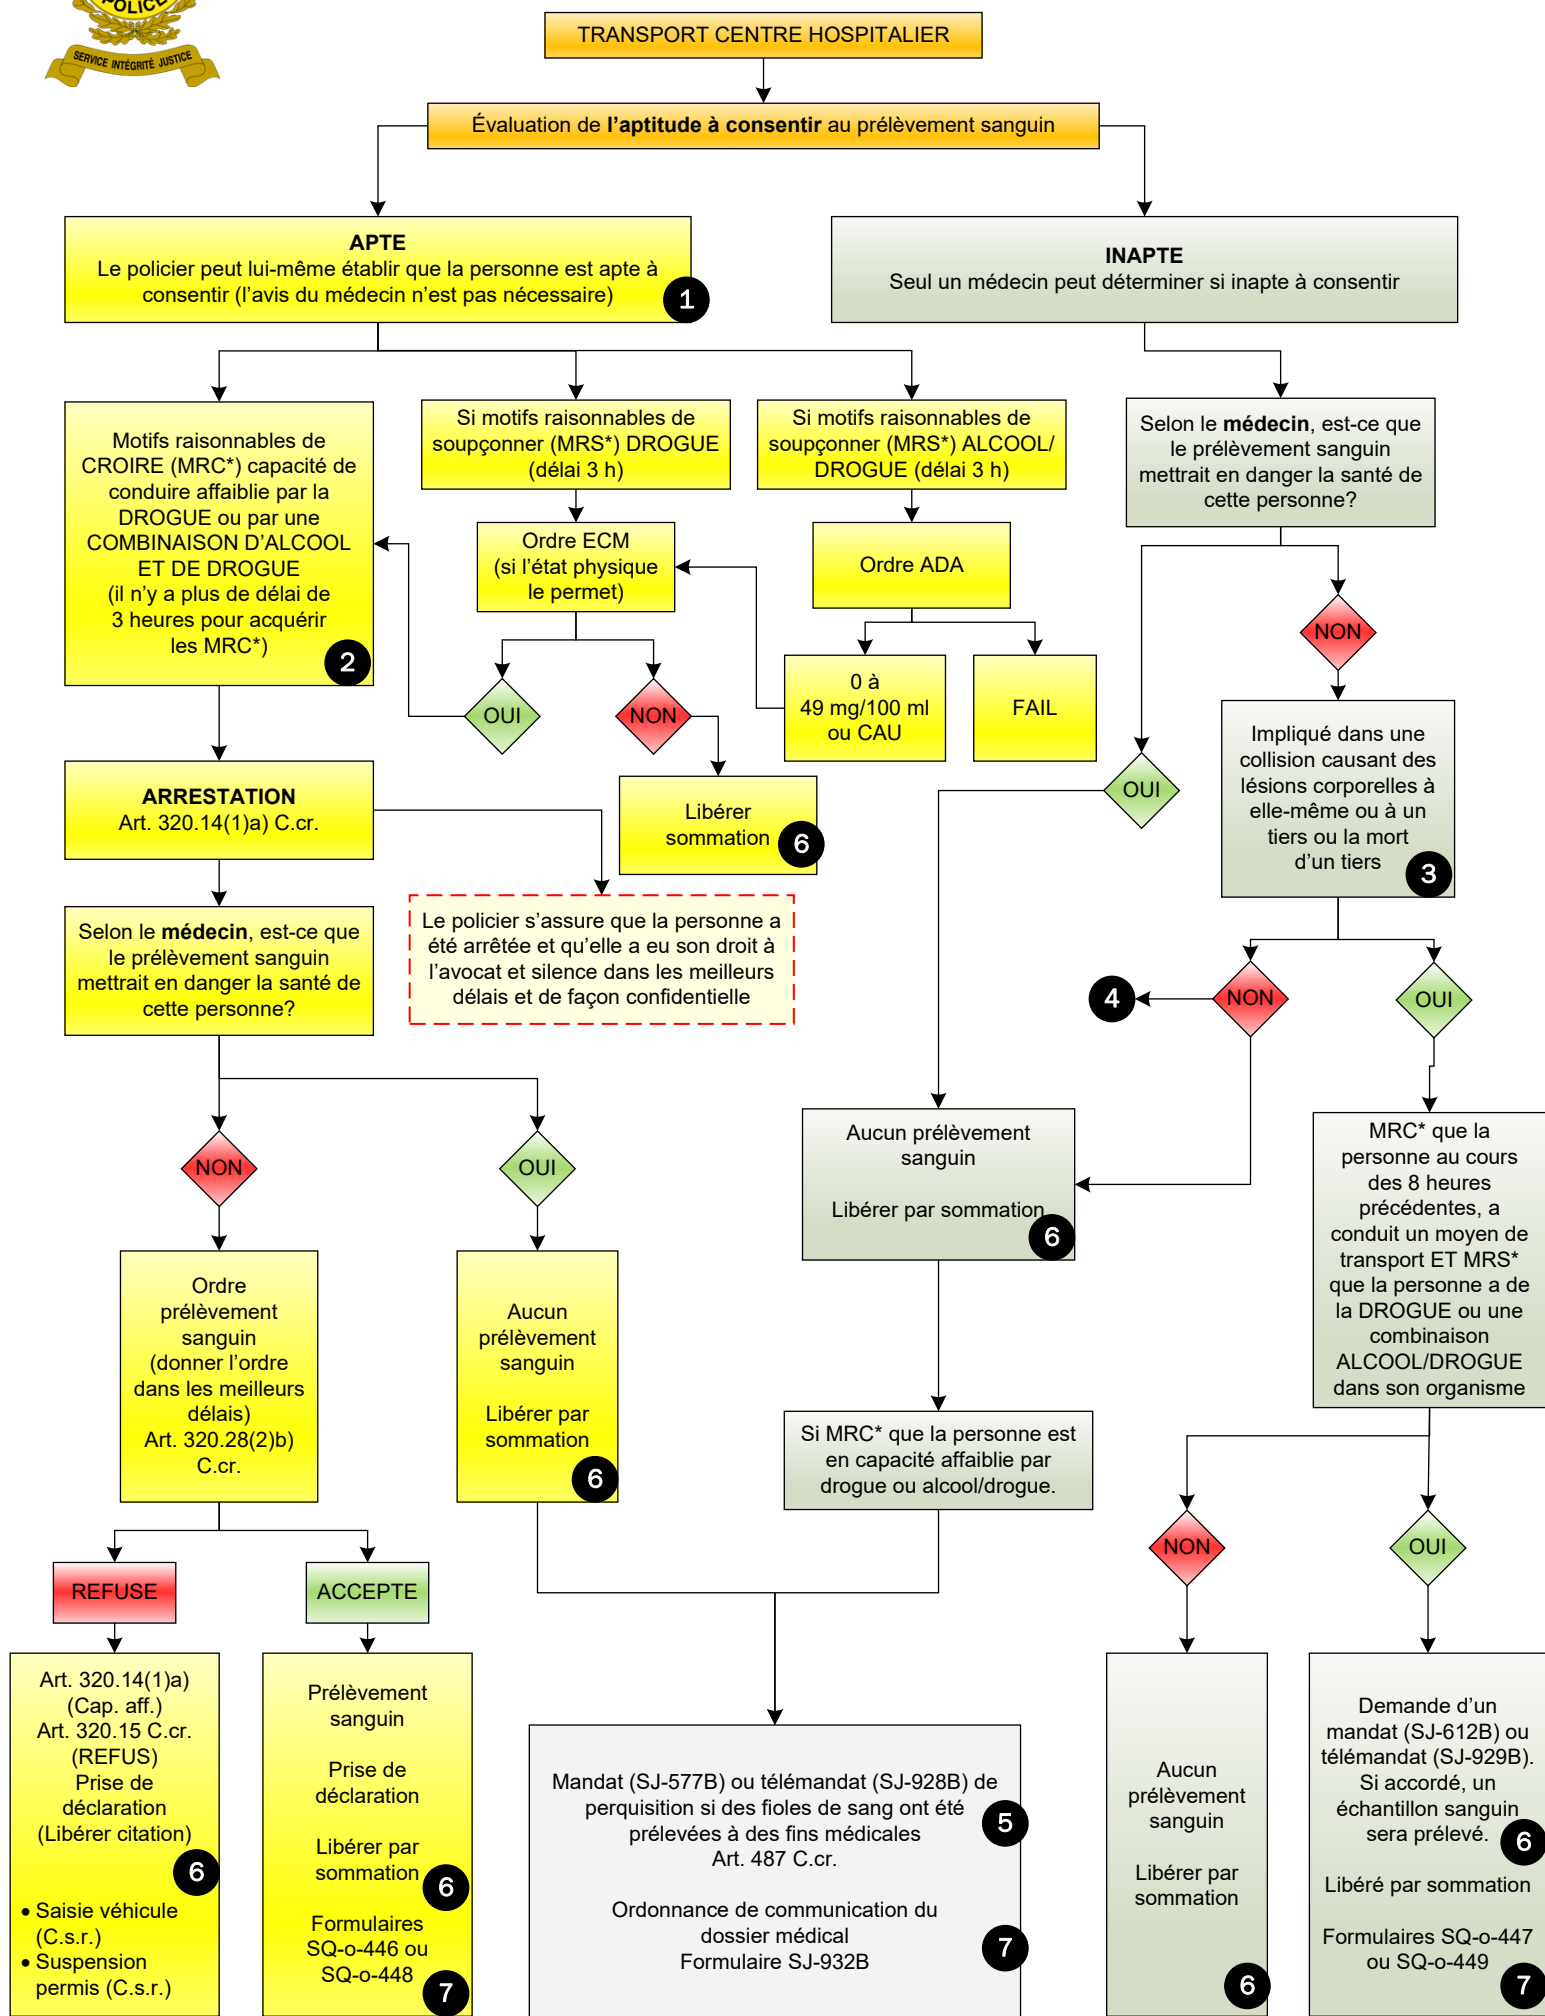 POLICE
SERVICE INTÉGRITÉ JUSTICE
TRANSPORT CENTRE HOSPITALIER
Évaluation de l'aptitude à consentir au prélèvement sanguin
APTE
Le policier peut lui-même établir que la personne est apte à
consentir (l'avis du médecin n'est pas nécessaire)
1
INAPTE
Seul un médecin peut déterminer si inapte à consentir
Motifs raisonnables de
CROIRE (MRC*) capacité de
conduire affaiblie par la
DROGUE ou par une
COMBINAISON D'ALCOOL
ET DE DROGUE
(il n'y a plus de délai de
3 heures pour acquérir
les MRC*)
2
Si motifs raisonnables de
soupçonner (MRS*) DROGUE
(délai 3 h)
Si motifs raisonnables de
soupçonner (MRS*) ALCOOL/
DROGUE (délai 3 h)
Selon le médecin, est-ce que
le prélèvement sanguin
mettrait en danger la santé de
cette personne?
Ordre ECM
(si l'état physique
le permet)
Ordre ADA
NON
OUI
NON
0 à
49 mg/100 ml
ou CAU
FAIL
OUI
Impliqué dans une
collision causant des
lésions corporelles à
elle-même ou à un
tiers ou la mort
d'un tiers
3
ARRESTATION
Art. 320.14(1)a) C.cr.
Libérer
sommation
6
Selon le médecin, est-ce que
le prélèvement sanguin
mettrait en danger la santé de
cette personne?
Le policier s'assure que la personne a
été arrêtée et qu'elle a eu son droit à
l'avocat et silence dans les meilleurs
délais et de façon confidentielle
4
NON
OUI
NON
OUI
Aucun prélèvement
sanguin
Libérer par sommation
6
MRC* que la
personne au cours
des 8 heures
précédentes, a
conduit un moyen de
transport ET MRS*
que la personne a de
la DROGUE ou une
combinaison
ALCOOL/DROGUE
dans son organisme
Ordre
prélèvement
sanguin
(donner l'ordre
dans les meilleurs
délais)
Art. 320.28(2)b)
C.cr.
Aucun
prélèvement
sanguin
Libérer par
sommation
6
Si MRC* que la personne est
en capacité affaiblie par
drogue ou alcool/drogue.
NON
OUI
REFUSE
ACCEPTE
Art. 320.14(1)a)
(Cap. aff.)
Art. 320.15 C.cr.
(REFUS)
Prise de
déclaration
(Libérer citation)
6
• Saisie véhicule
(C.s.r.)
• Suspension
permis (C.s.r.)
Prélèvement
sanguin
Prise de
déclaration
Libérer par
sommation
6
Formulaires
SQ-o-446 ou
SQ-o-448
7
Mandat (SJ-577B) ou télémandat (SJ-928B) de
perquisition si des fioles de sang ont été
prélevées à des fins médicales
Art. 487 C.cr.
5
Ordonnance de communication du
dossier médical
Formulaire SJ-932B
7
Aucun
prélèvement
sanguin
Libérer par
sommation
6
Demande d'un
mandat (SJ-612B) ou
télémandat (SJ-929B).
Si accordé, un
échantillon sanguin
sera prélevé.
6
Libéré par sommation
Formulaires SQ-o-447
ou SQ-o-449
7